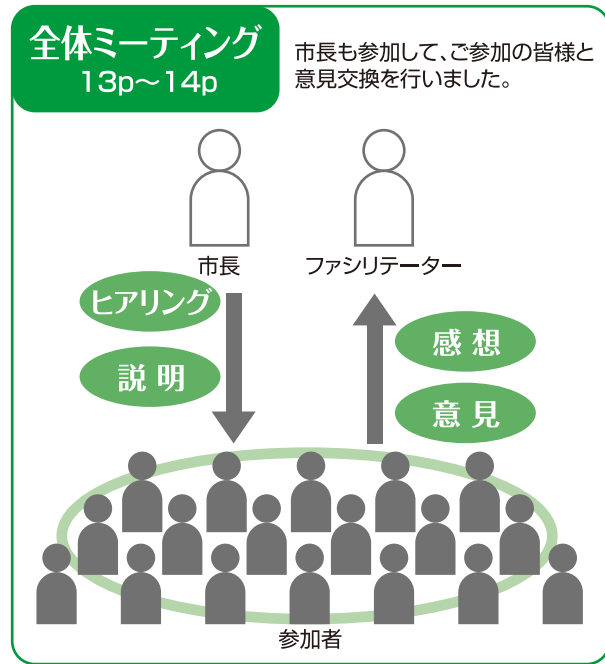 全体ミーティング
13p～14p
市長も参加して、ご参加の皆様と
意見交換を行いました。
市長
ファシリテーター
ヒアリング
説明
感想
意見
参加者